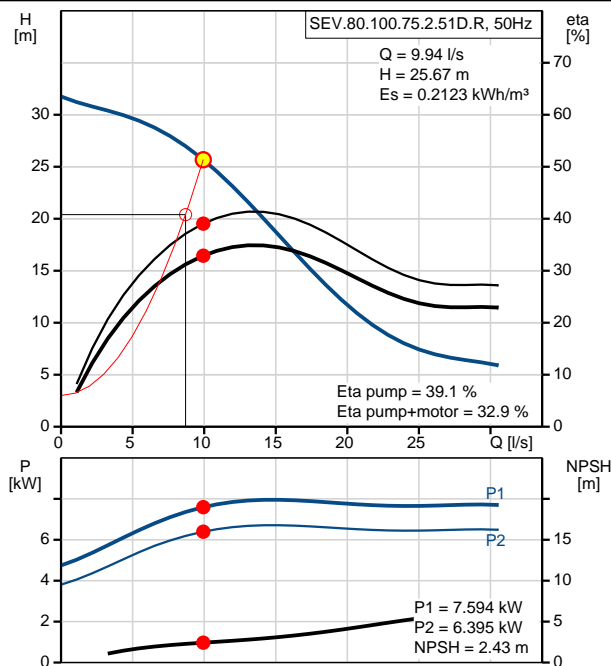 H
[m]
SEV.80.100.75.2.51D.R, 50Hz
eta
[%]
Q = 9.94 l/s
H = 25.67 m
Es = 0.2123 kWh/m³
70
60
50
40
30
20
10
0
30
25
20
15
10
5
0
Eta pump = 39.1 %
Eta pump+motor = 32.9 %
0
5
10
15
20
25
Q [l/s]
P
[kW]
NPSH
[m]
P1
P2
6
4
2
0
15
10
5
0
P1 = 7.594 kW
P2 = 6.395 kW
NPSH = 2.43 m